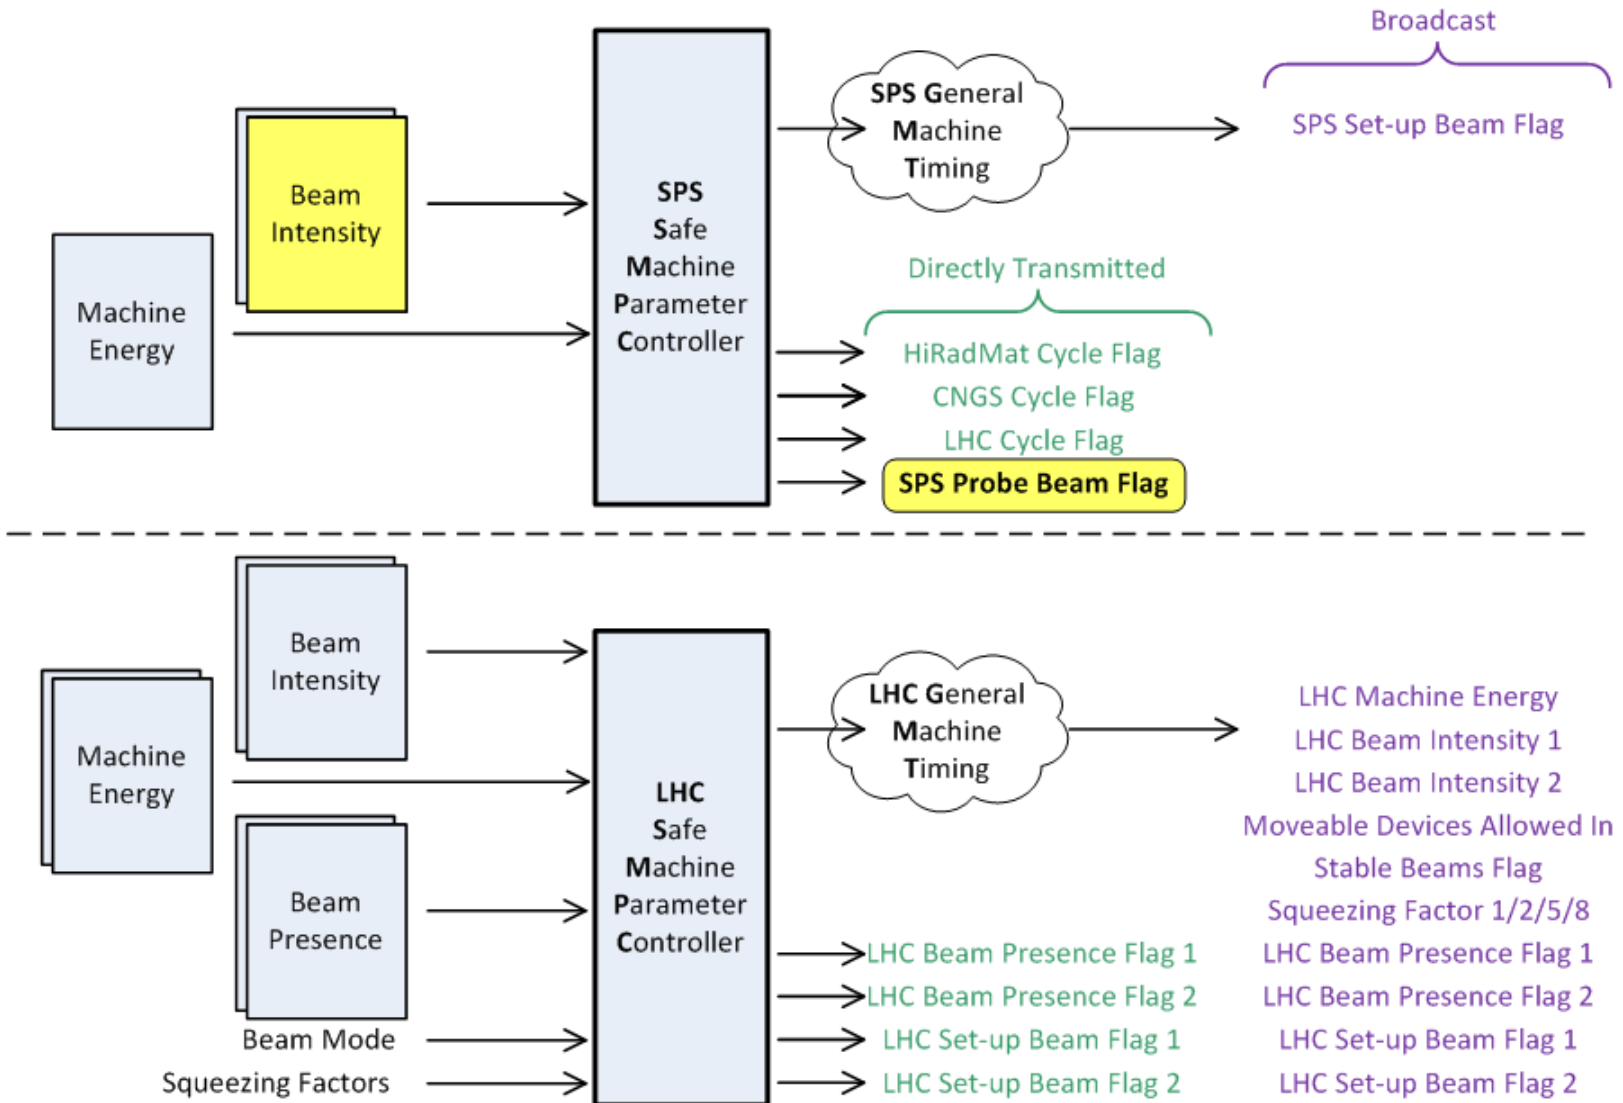 Broadcast
SPS General
Machine
Timing
SPS Set-up Beam Flag
Beam
Intensity
SPS
Safe
Machine
Parameter
Controller
Machine
Energy
Directly Transmitted
HiRadMat Cycle Flag
CNGS Cycle Flag
LHC Cycle Flag
SPS Probe Beam Flag
Beam
Intensity
Machine
Energy
Beam
Presence
Beam Mode
Squeezing Factors
LHC
Safe
Machine
Parameter
Controller
LHC General
Machine
Timing
LHC Beam Presence Flag 1
LHC Beam Presence Flag 2
LHC Set-up Beam Flag 1
LHC Set-up Beam Flag 2
LHC Machine Energy
LHC Beam Intensity 1
LHC Beam Intensity 2
Moveable Devices Allowed In
Stable Beams Flag
Squeezing Factor 1/2/5/8
LHC Beam Presence Flag 1
LHC Beam Presence Flag 2
LHC Set-up Beam Flag 1
LHC Set-up Beam Flag 2